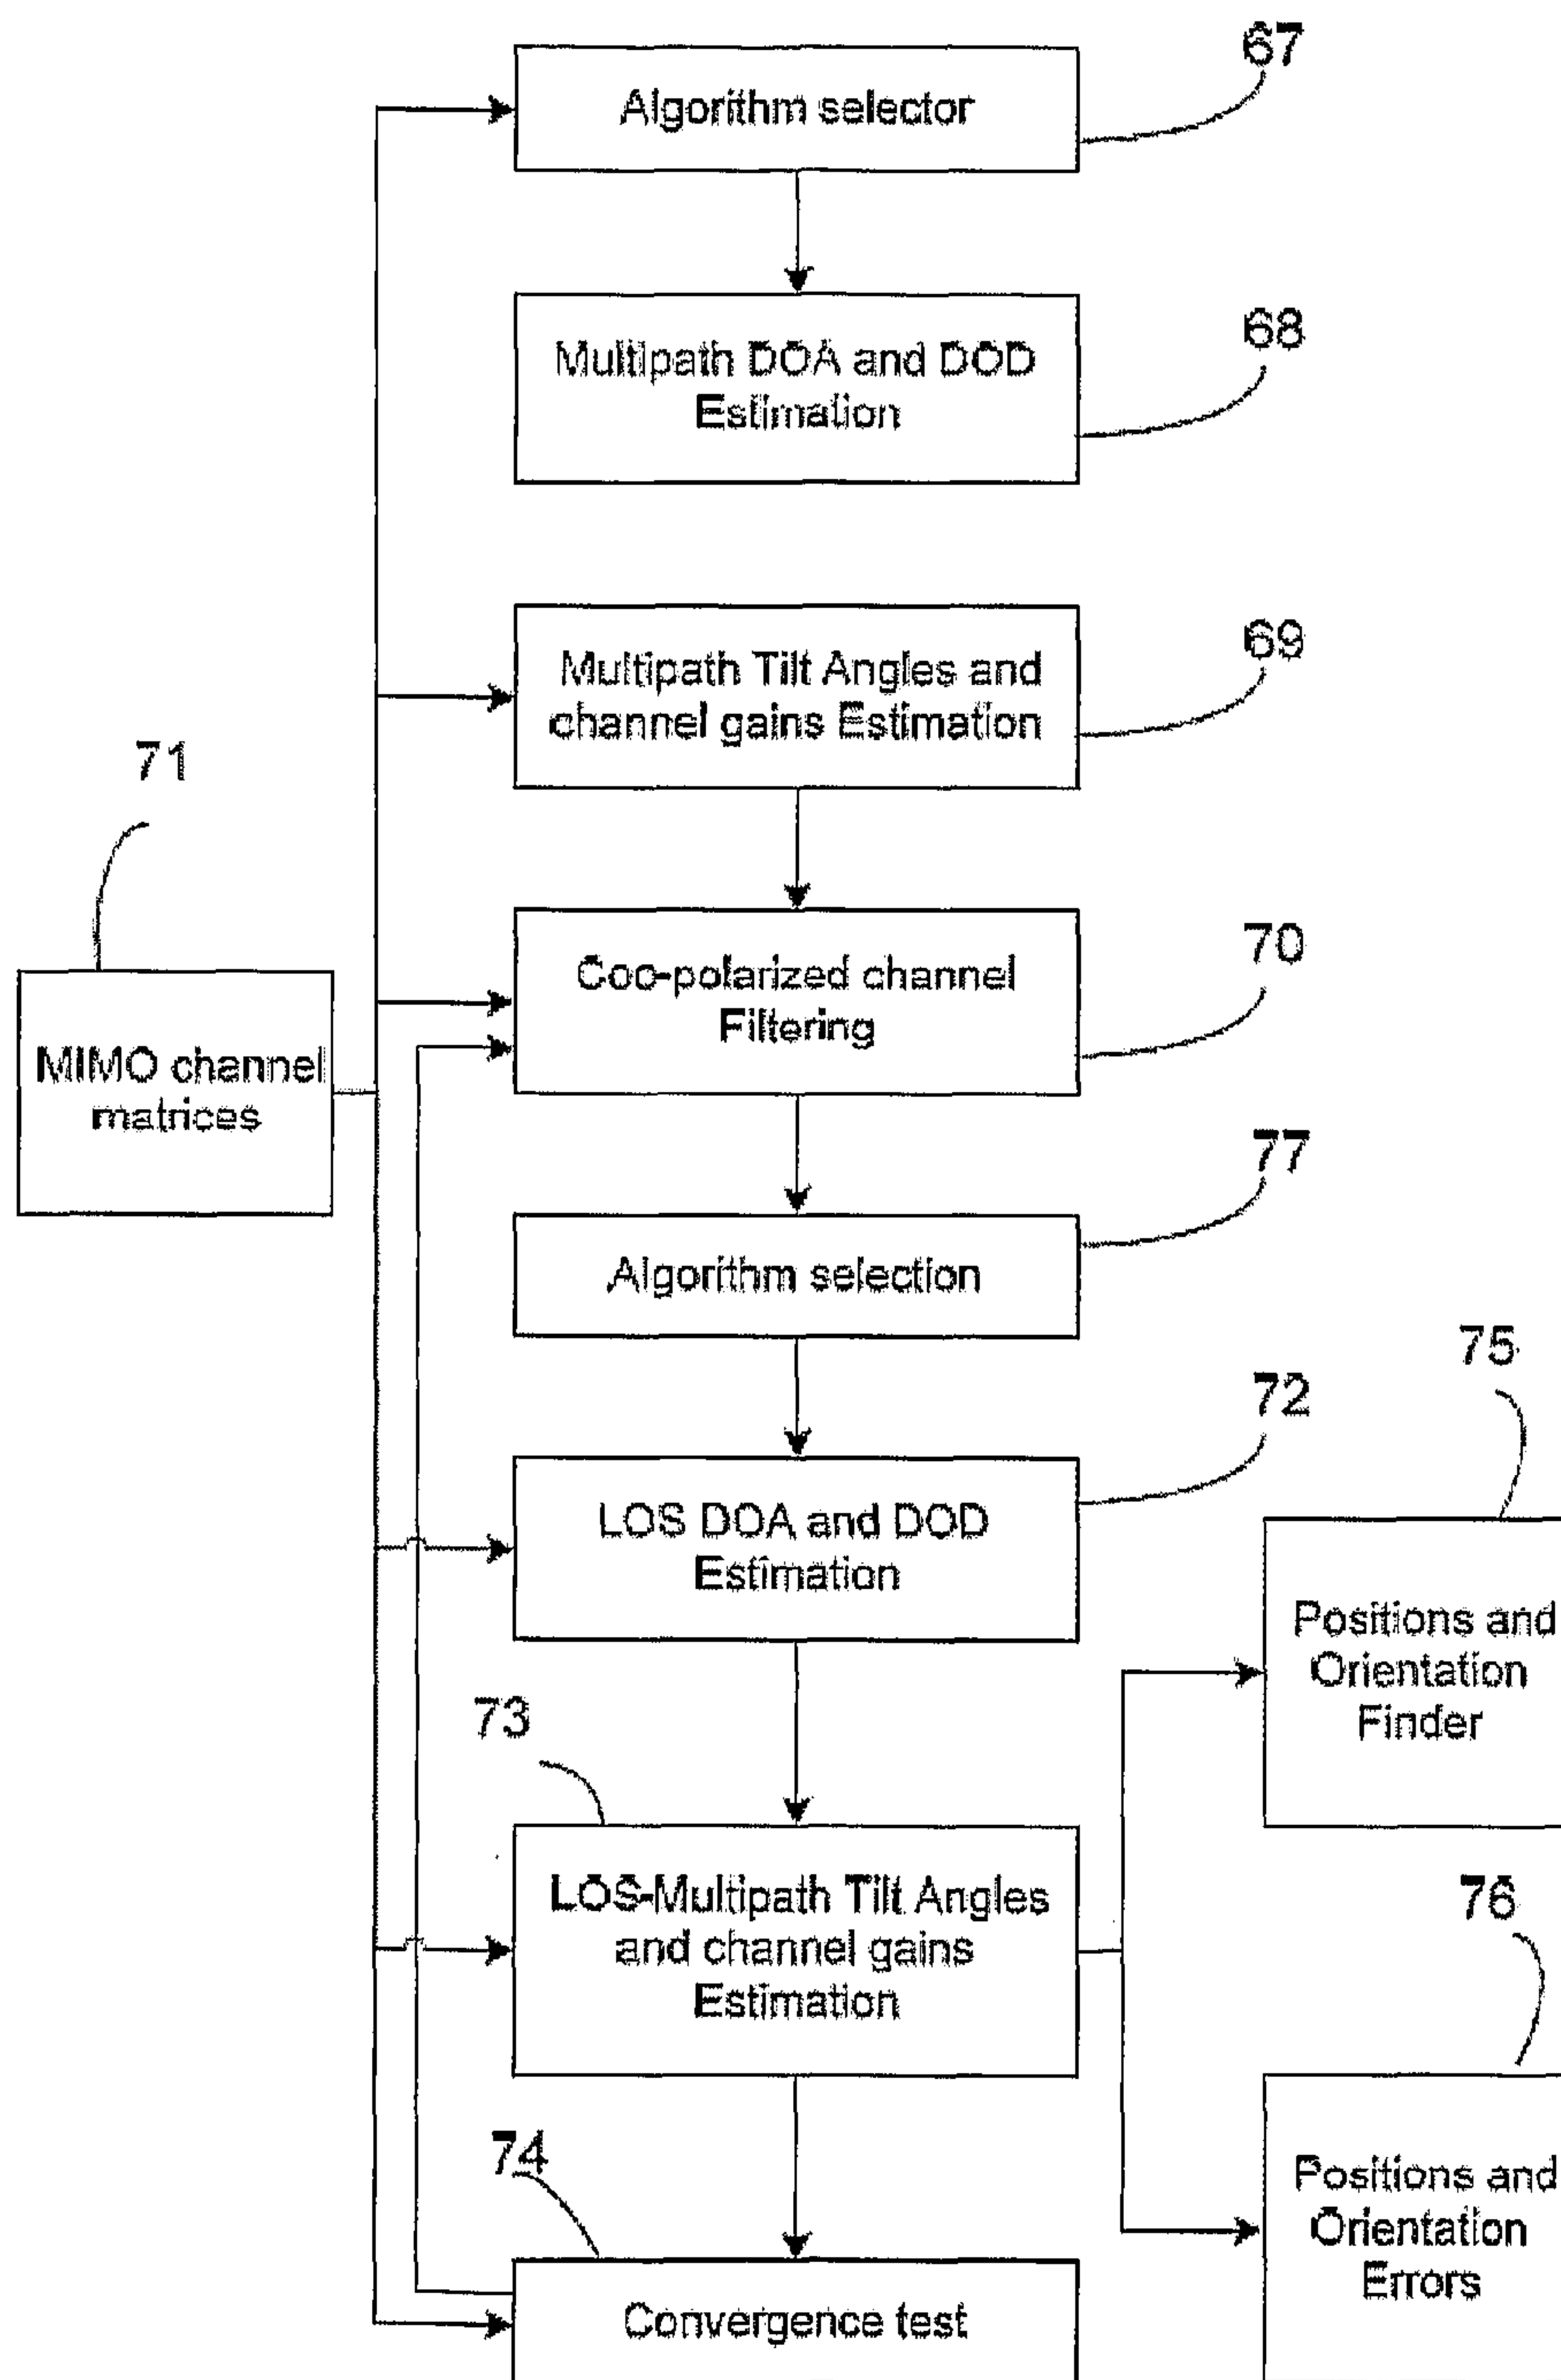 67
Algorithm selector
68
Multipath DOA and DOD
Estimation
69
Multipath Tilt Angles and
channel gains Estimation
71
MIMO channel
matrices
70
Coo-polarized channel
Filtering
77
Algorithm selection
72
LOS DOA and DOD
Estimation
75
Positions and
Orientation
Finder
73
LOS-Multipath Tilt Angles
and channel gains
Estimation
76
Positions and
Orientation
Errors
74
Convergence test